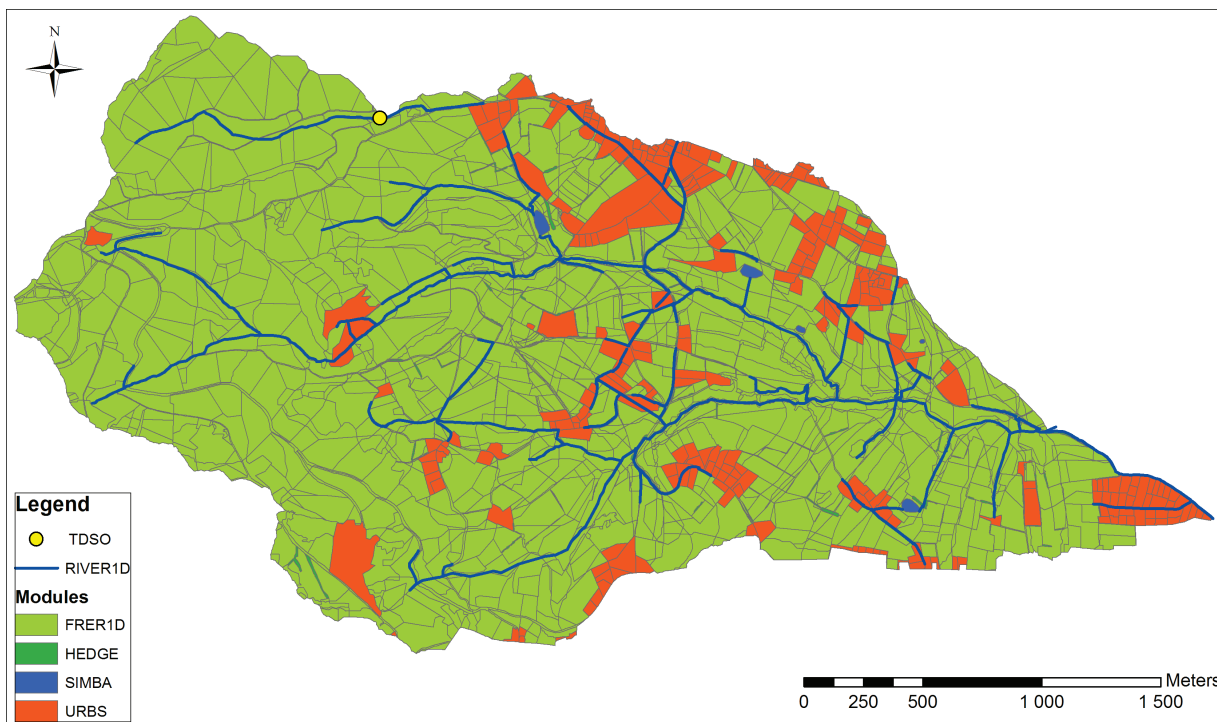 N
Legend
TDSO
RIVER1D
Modules
FRER1D
HEDGE
SIMBA
URBS
Meters
0 250 500 1 000 1 500